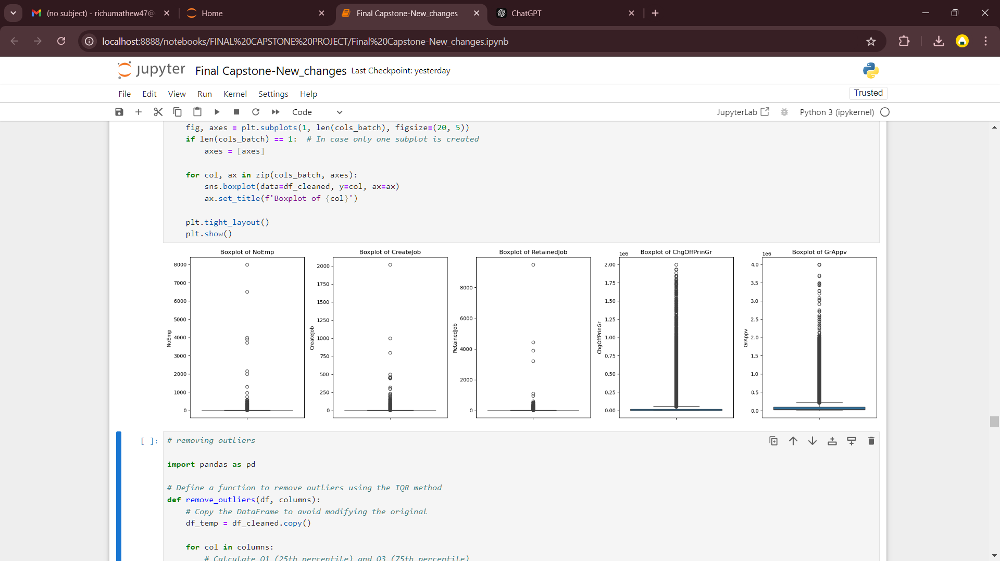 (no subject) - richumathew47@
Home
Final Capstone-New_changes
ChatGPT
localhost:8888/notebooks/FINAL%20CAPSTONE%20PROJECT/Final%20Capstone-New_changes.ipynb
jupyter Final Capstone-New_changes Last Checkpoint: yesterday
File Edit View Run Kernel Settings Help
Trusted
Code
JupyterLab
Python 3 (ipykernel)
fig, axes = plt.subplots(1, len(cols_batch), figsize=(20, 5))
if len(cols_batch) == 1:  # In case only one subplot is created
axes = [axes]
for col, ax in zip(cols_batch, axes):
sns.boxplot(data=df_cleaned, y=col, ax=ax)
ax.set_title(f'Boxplot of {col}')
plt.tight_layout()
plt.show()
Boxplot of NoEmp
8000
7000
6000
5000
4000
3000
2000
1000
0
NoEmp
Boxplot of CreateJob
2000
1750
1500
1250
1000
750
500
250
0
CreateJob
Boxplot of RetainedJob
8000
6000
4000
2000
0
RetainedJob
1e6
Boxplot of ChgOffPrinGr
2.00
1.75
1.50
1.25
1.00
0.75
0.50
0.25
0.00
ChgOffPrinGr
1e6
Boxplot of GrAppv
4.0
3.5
3.0
2.5
2.0
1.5
1.0
0.5
0.0
GrAppv
[ ]:
# removing outliers
import pandas as pd
# Define a function to remove outliers using the IQR method
def remove_outliers(df, columns):
# Copy the DataFrame to avoid modifying the original
df_temp = df_cleaned.copy()
for col in columns:
# Calculate Q1 (25th percentile) and Q3 (75th percentile)